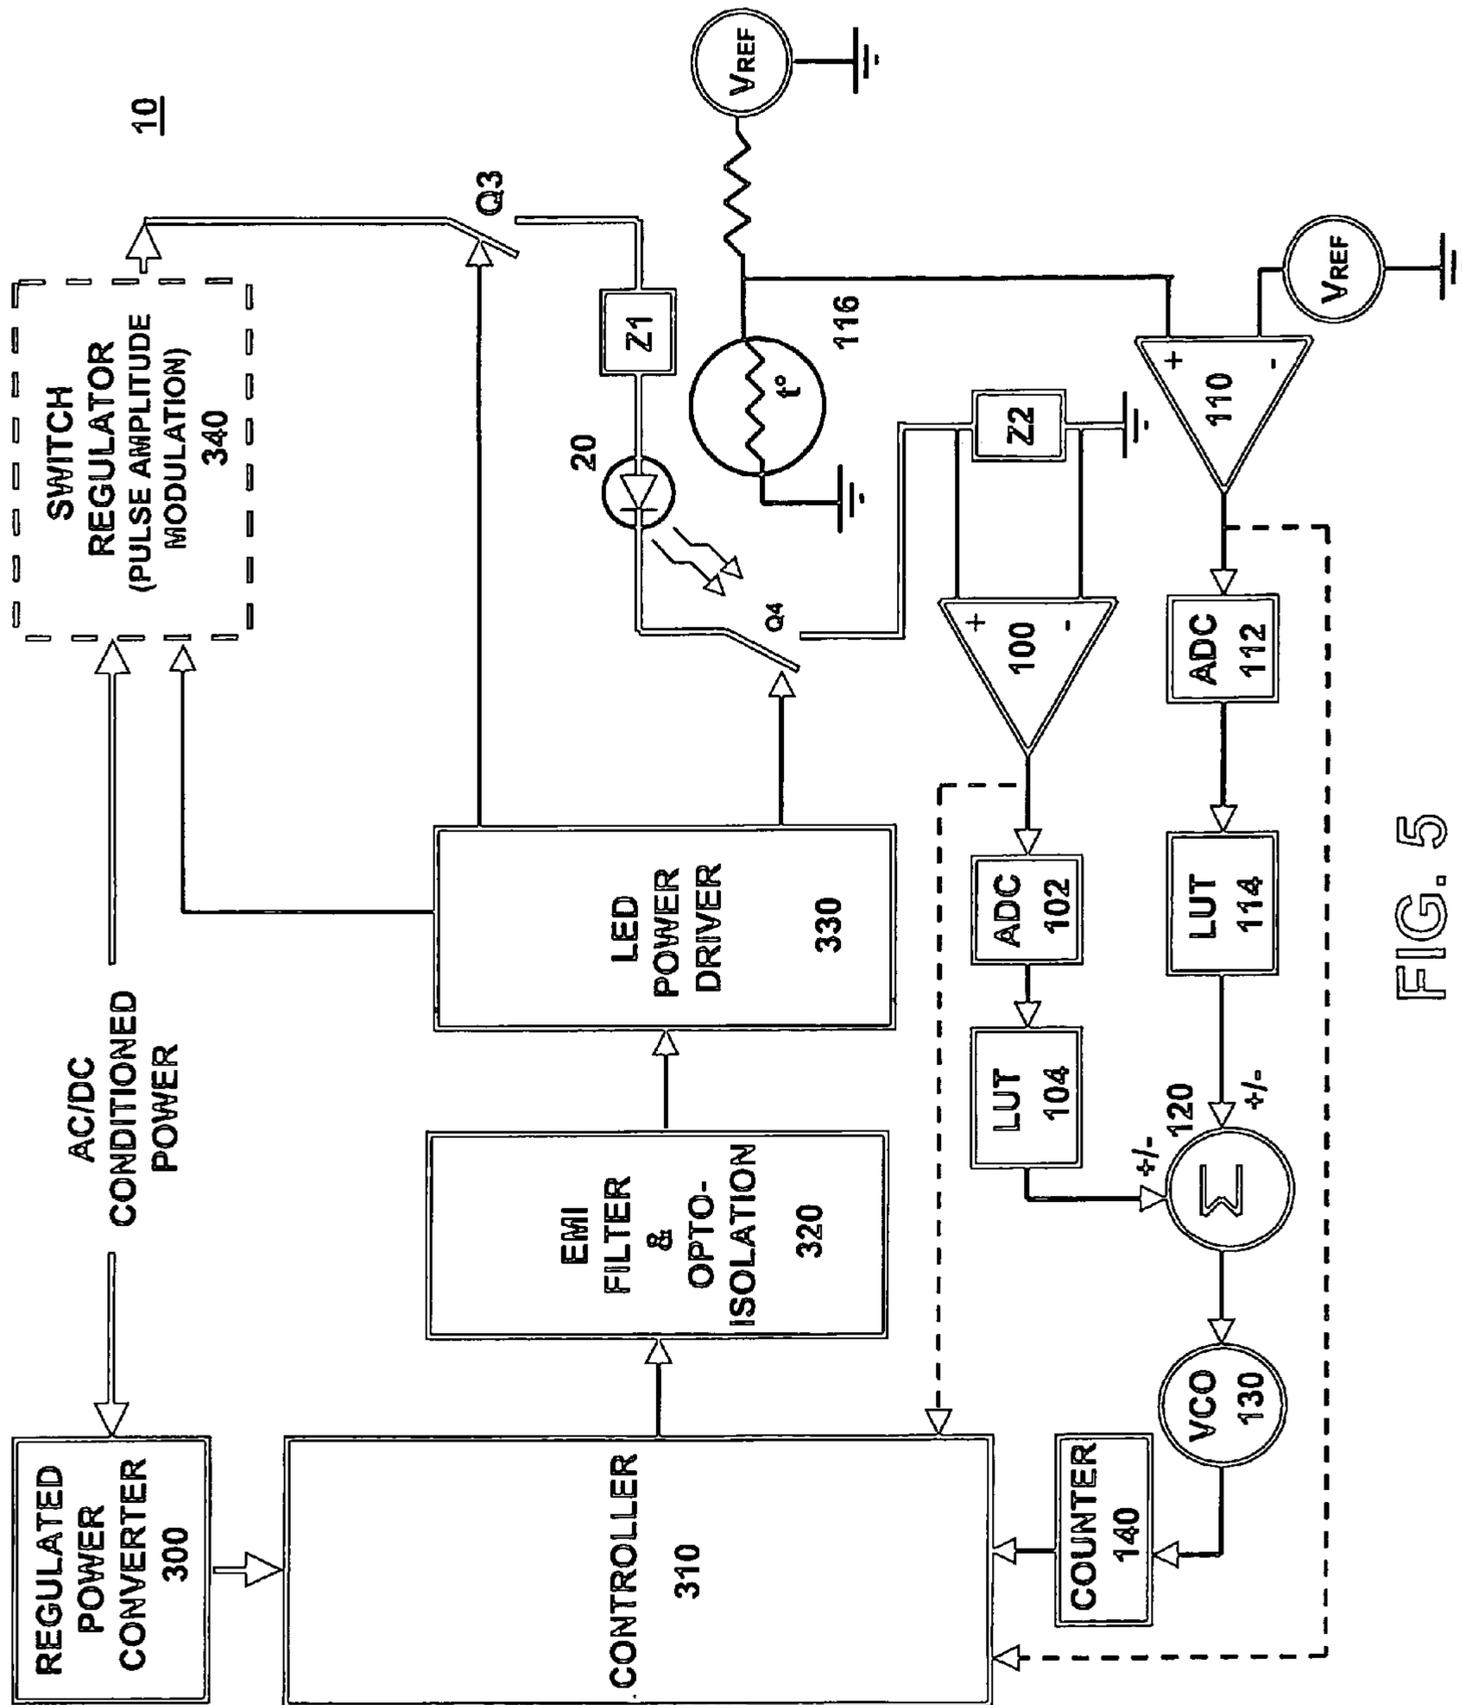 10
REGULATED
POWER
CONVERTER
300
AC/DC
CONDITIONED
POWER
SWITCH
REGULATOR
(PULSE AMPLITUDE
MODULATION)
340
CONTROLLER
310
EMI
FILTER
&
OPTO-
ISOLATION
320
LED
POWER
DRIVER
330
Q3
Z1
20
Q4
VREF
t°
116
Z2
+
-
100
ADC
102
LUT
104
+
-
110
VREF
ADC
112
LUT
114
+/-
+/-
120
Σ
VCO
130
COUNTER
140
FIG. 5